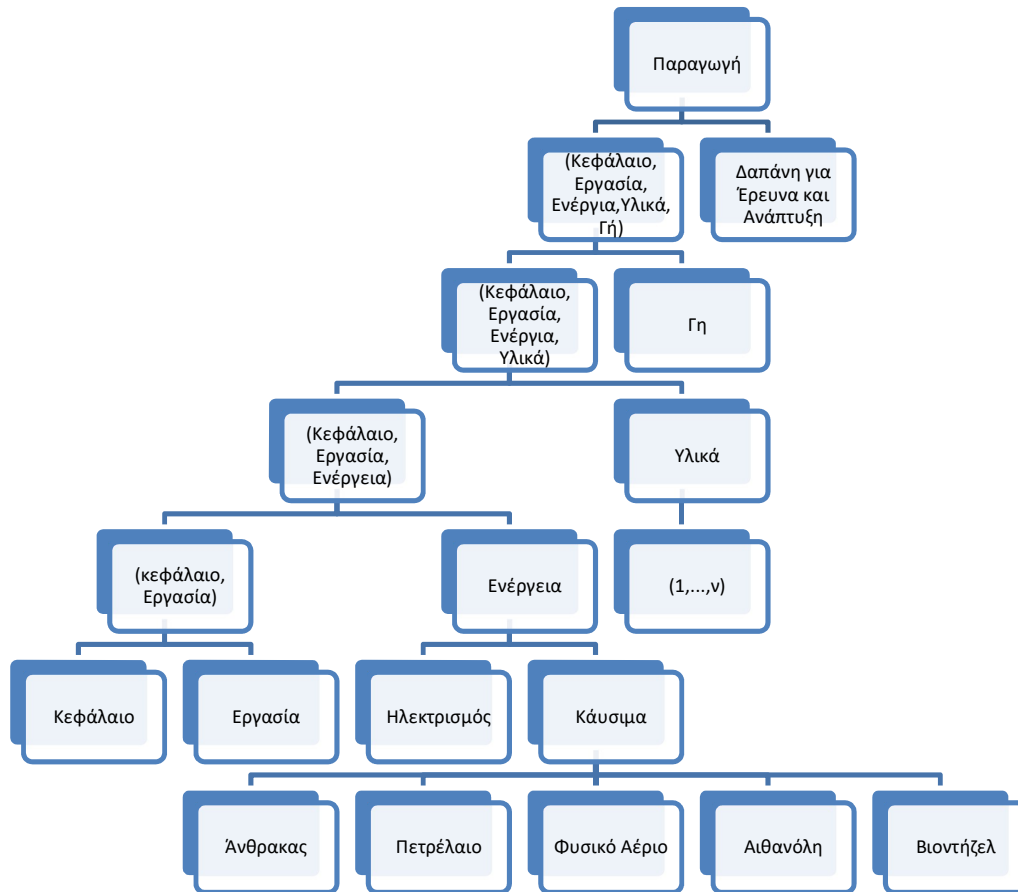 Παραγωγή
(Κεφάλαιο,
Εργασία,
Ενέργια,Υλικά,
Γή)
Δαπάνη για
Έρευνα και
Ανάπτυξη
(Κεφάλαιο,
Εργασία,
Ενέργια,
Υλικά)
Γη
(Κεφάλαιο,
Εργασία,
Ενέργεια)
Υλικά
(κεφάλαιο,
Εργασία)
Ενέργεια
(1,...,ν)
Κεφάλαιο
Εργασία
Ηλεκτρισμός
Κάυσιμα
Άνθρακας
Πετρέλαιο
Φυσικό Αέριο
Αιθανόλη
Βιοντήζελ